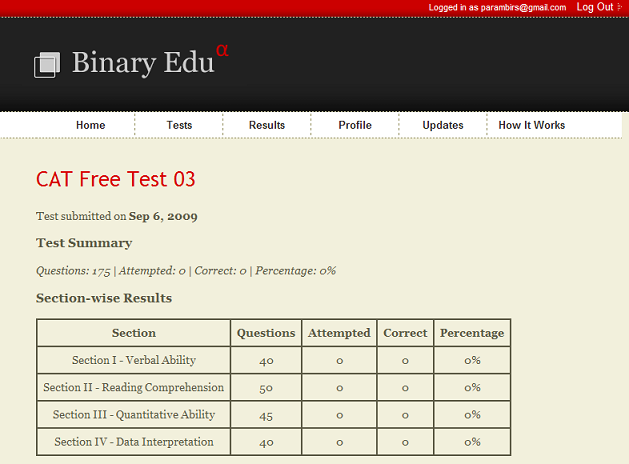 Logged in as parambirs@gmail.com Log Out
Binary Edu α
Home Tests Results Profile Updates How It Works
CAT Free Test 03
Test submitted on Sep 6, 2009
Test Summary
Questions: 175 | Attempted: 0 | Correct: 0 | Percentage: 0%
Section-wise Results
Section Questions Attempted Correct Percentage
Section I - Verbal Ability 40 0 0 0%
Section II - Reading Comprehension 50 0 0 0%
Section III - Quantitative Ability 45 0 0 0%
Section IV - Data Interpretation 40 0 0 0%